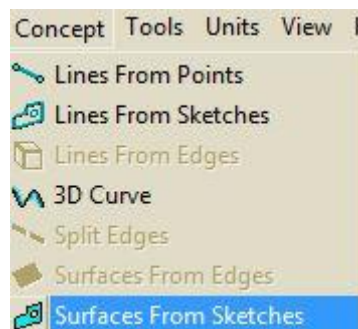 Concept Tools Units View
Lines From Points
Lines From Sketches
Lines From Edges
3D Curve
Split Edges
Surfaces From Edges
Surfaces From Sketches